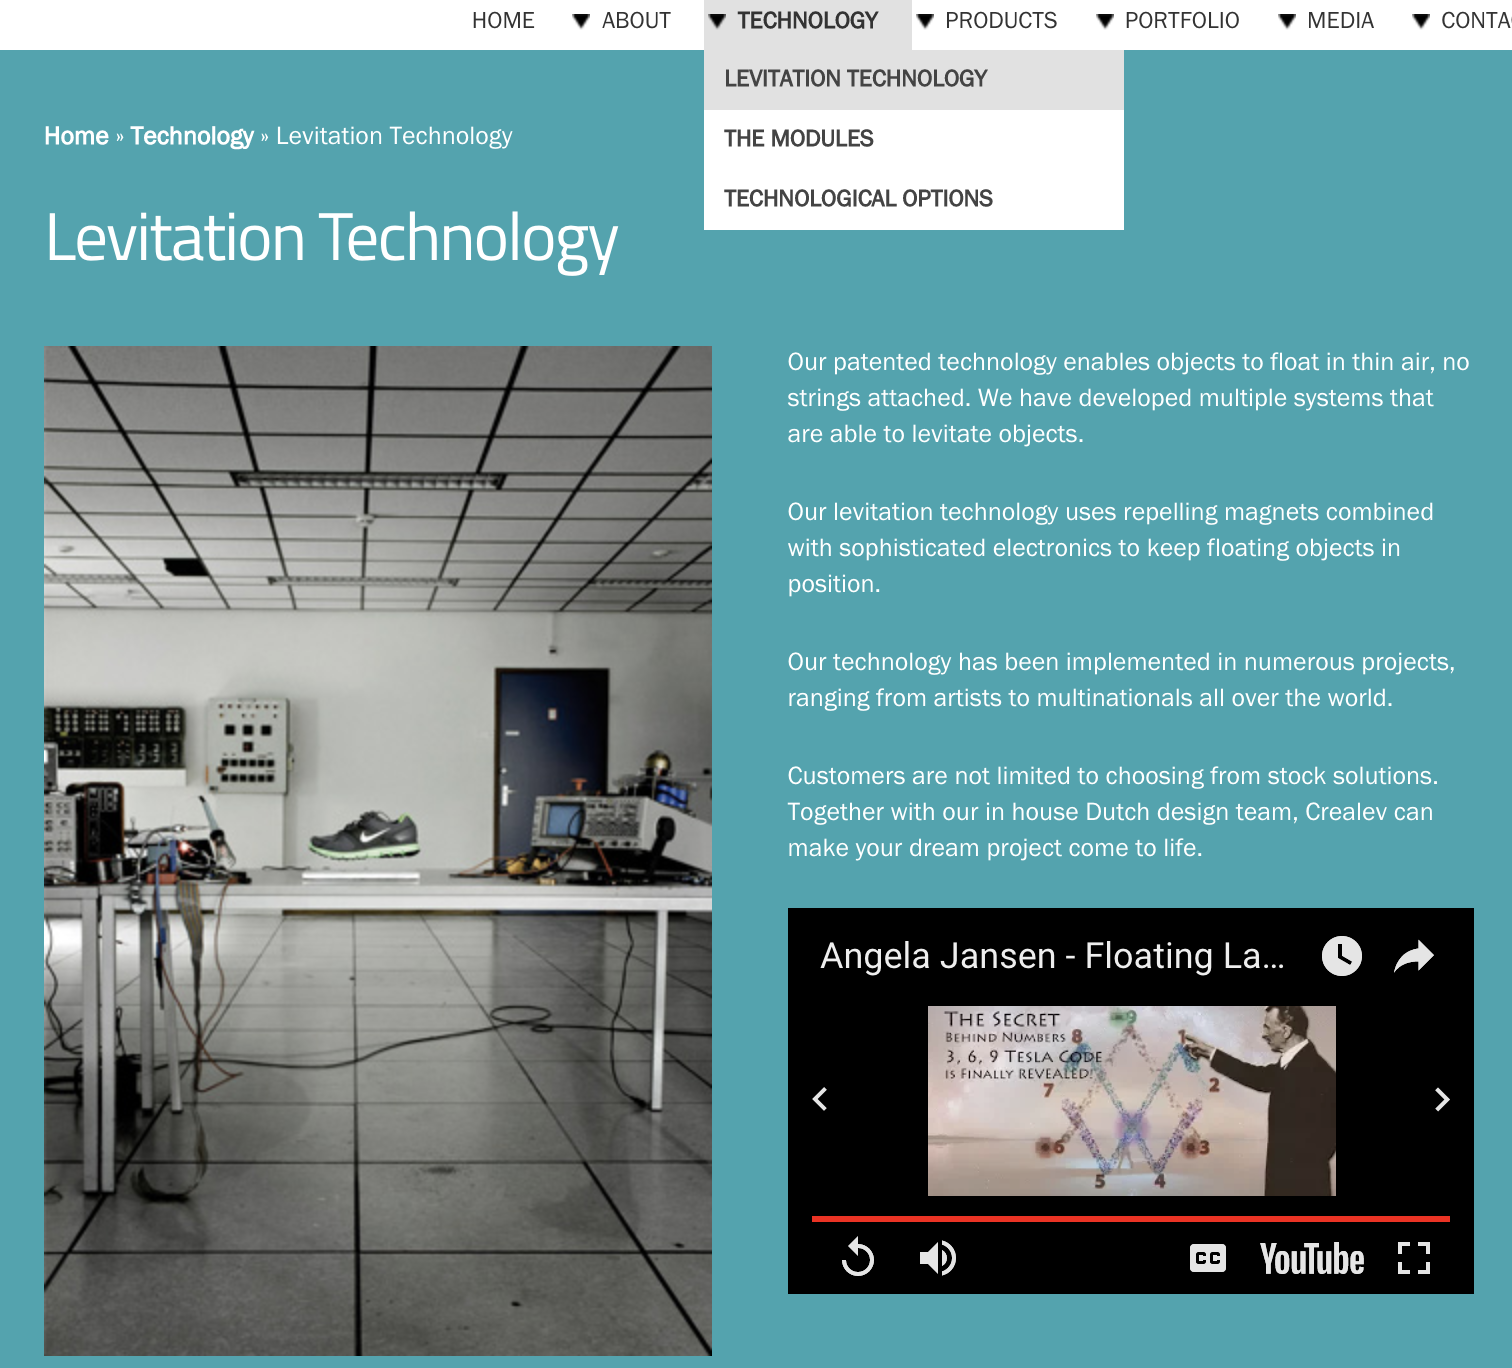 HOME
ABOUT
TECHNOLOGY
PRODUCTS
PORTFOLIO
MEDIA
CONTA
LEVITATION TECHNOLOGY
THE MODULES
TECHNOLOGICAL OPTIONS
Home » Technology » Levitation Technology
Levitation Technology
Our patented technology enables objects to float in thin air, no
strings attached. We have developed multiple systems that
are able to levitate objects.
Our levitation technology uses repelling magnets combined
with sophisticated electronics to keep floating objects in
position.
Our technology has been implemented in numerous projects,
ranging from artists to multinationals all over the world.
Customers are not limited to choosing from stock solutions.
Together with our in house Dutch design team, Crealev can
make your dream project come to life.
Angela Jansen - Floating La...
THE SECRET
BEHIND NUMBERS
3, 6, 9 TESLA CODE
IS FINALLY REVEALED!
9
8
1
7
2
6
3
5
4
CC
YouTube